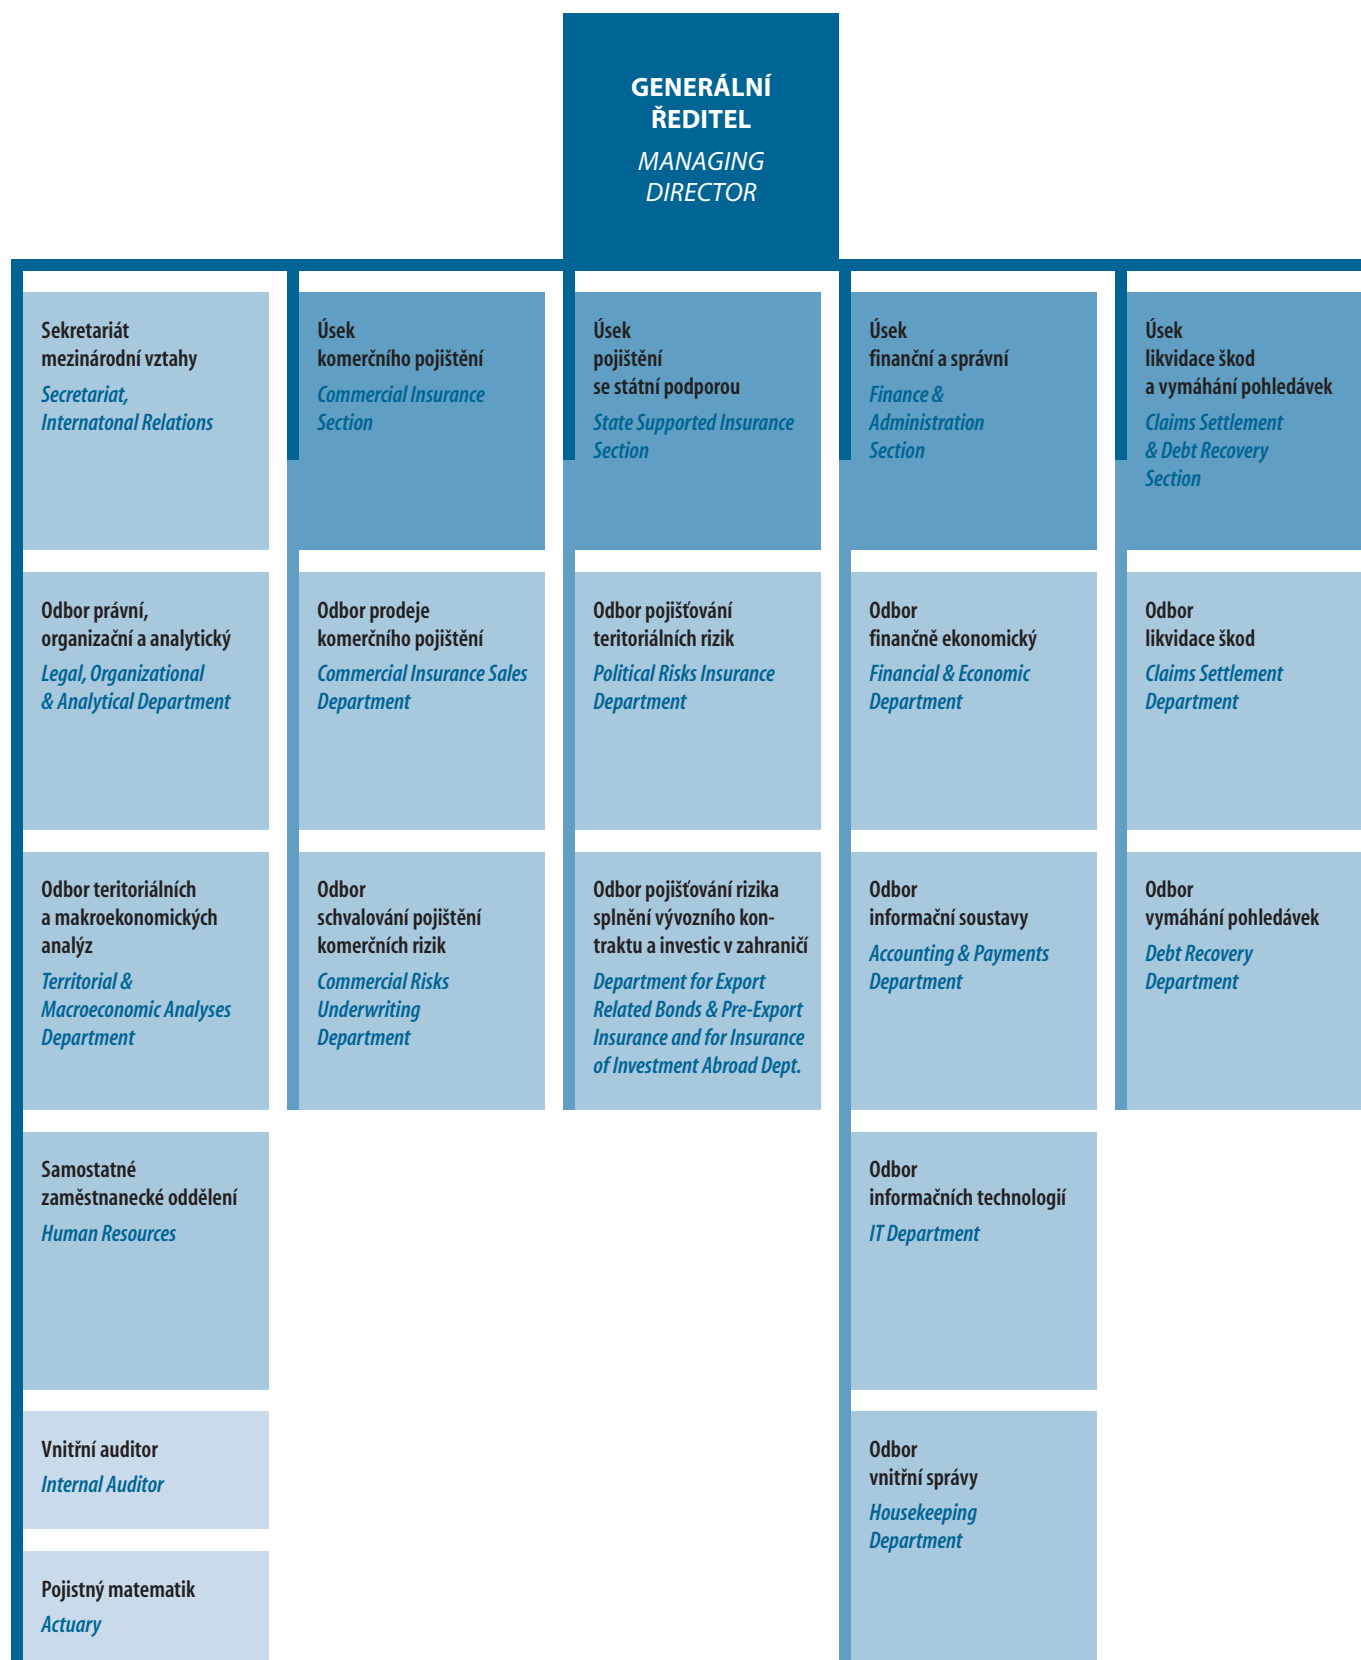 GENERÁLNÍ
ŘEDITEL
MANAGING
DIRECTOR
Sekretariát
mezinárodní vztahy
Secretariat,
Internatonal Relations
Úsek
komerčního pojištění
Commercial Insurance
Section
Úsek
pojištění
se státní podporou
State Supported Insurance
Section
Úsek
finanční a správní
Finance &
Administration
Section
Úsek
likvidace škod
a vymáhání pohledávek
Claims Settlement
& Debt Recovery
Section
Odbor právní,
organizační a analytický
Legal, Organizational
& Analytical Department
Odbor prodeje
komerčního pojištění
Commercial Insurance Sales
Department
Odbor pojišťování
teritoriálních rizik
Political Risks Insurance
Department
Odbor
finančně ekonomický
Financial & Economic
Department
Odbor
likvidace škod
Claims Settlement
Department
Odbor teritoriálních
a makroekonomických
analýz
Territorial &
Macroeconomic Analyses
Department
Odbor
schvalování pojištění
komerčních rizik
Commercial Risks
Underwriting
Department
Odbor pojišťování rizika
splnění vývozního kon-
traktu a investic v zahraničí
Department for Export
Related Bonds & Pre-Export
Insurance and for Insurance
of Investment Abroad Dept.
Odbor
informační soustavy
Accounting & Payments
Department
Odbor
vymáhání pohledávek
Debt Recovery
Department
Samostatné
zaměstnanecké oddělení
Human Resources
Odbor
informačních technologií
IT Department
Vnitřní auditor
Internal Auditor
Odbor
vnitřní správy
Housekeeping
Department
Pojistný matematik
Actuary